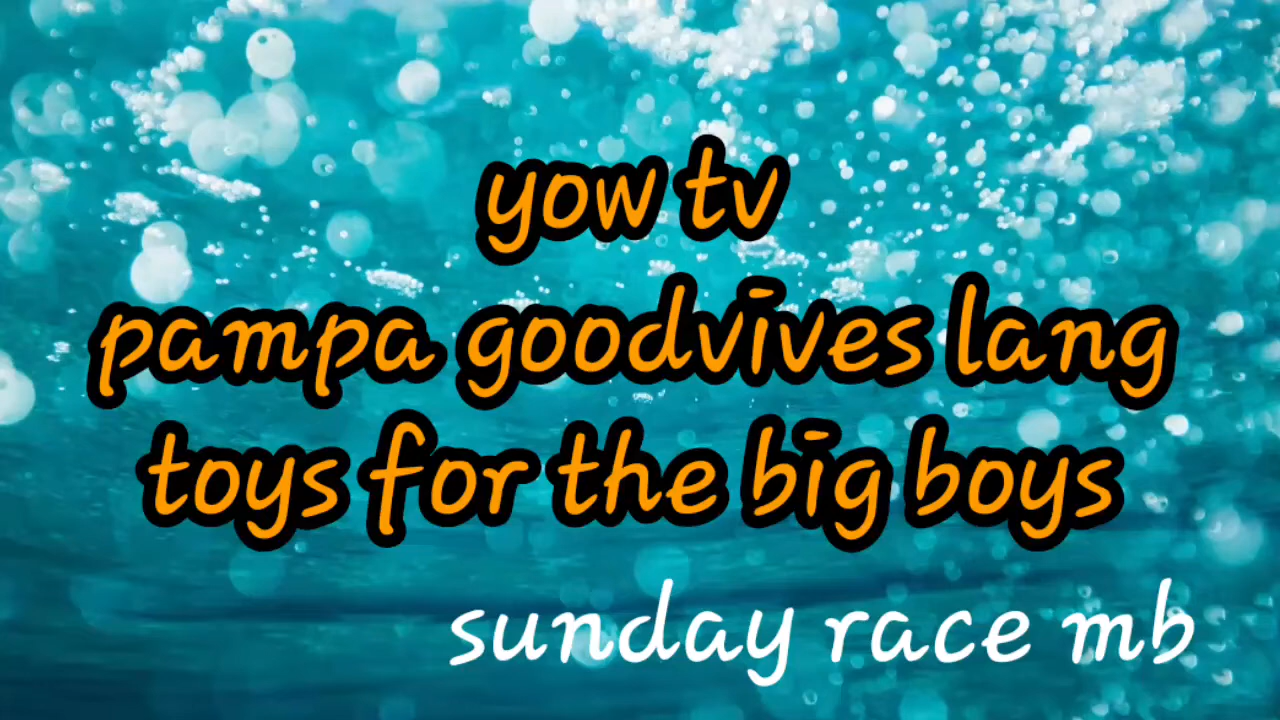 yow tv
pampa goodvives lang
toys for the big boys
sunday race mb